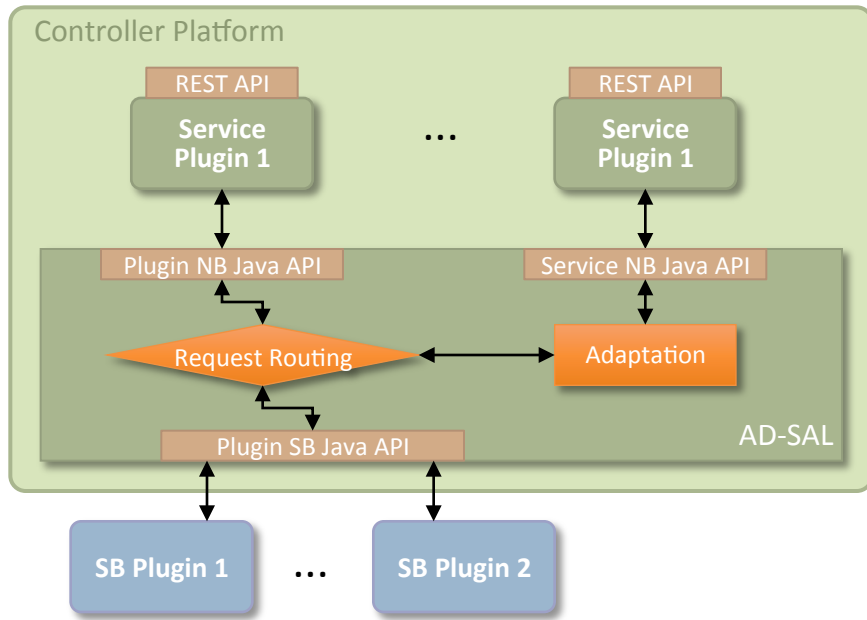 Controller Platform
REST API
REST API
Service
Plugin 1
...
Service
Plugin 1
Plugin NB Java API
Service NB Java API
Request Routing
Adaptation
Plugin SB Java API
AD-SAL
SB Plugin 1
...
SB Plugin 2